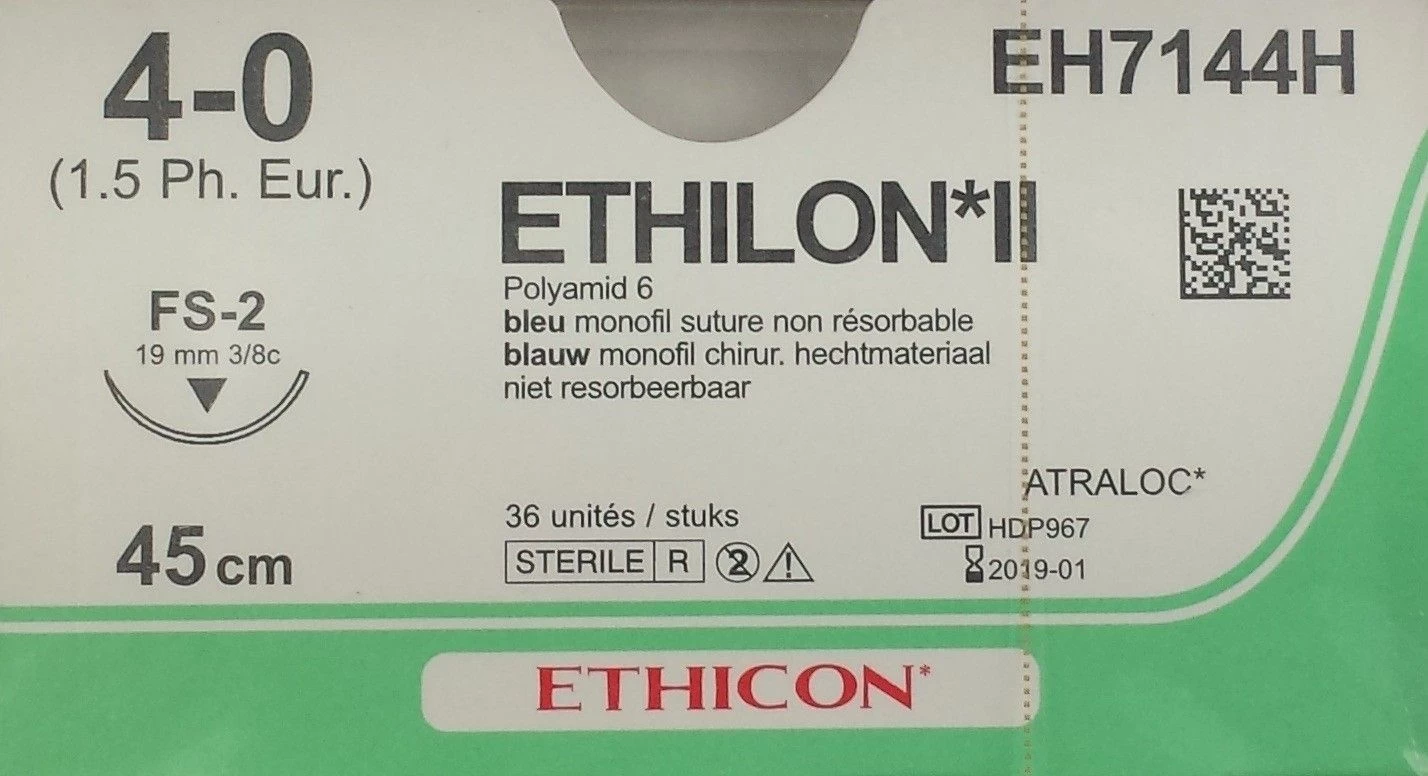 4-0
(1.5 Ph. Eur.)
FS-2
19 mm 3/8c
45 cm
EH7144H
ETHILON*II
Polyamid 6
bleu monofil suture non résorbable
blauw monofil chirur. hechtmateriaal
niet resorbeerbaar
36 unités / stuks
STERILE R 2
ATRALOC*
LOT HDP967
2019-01
ETHICON*